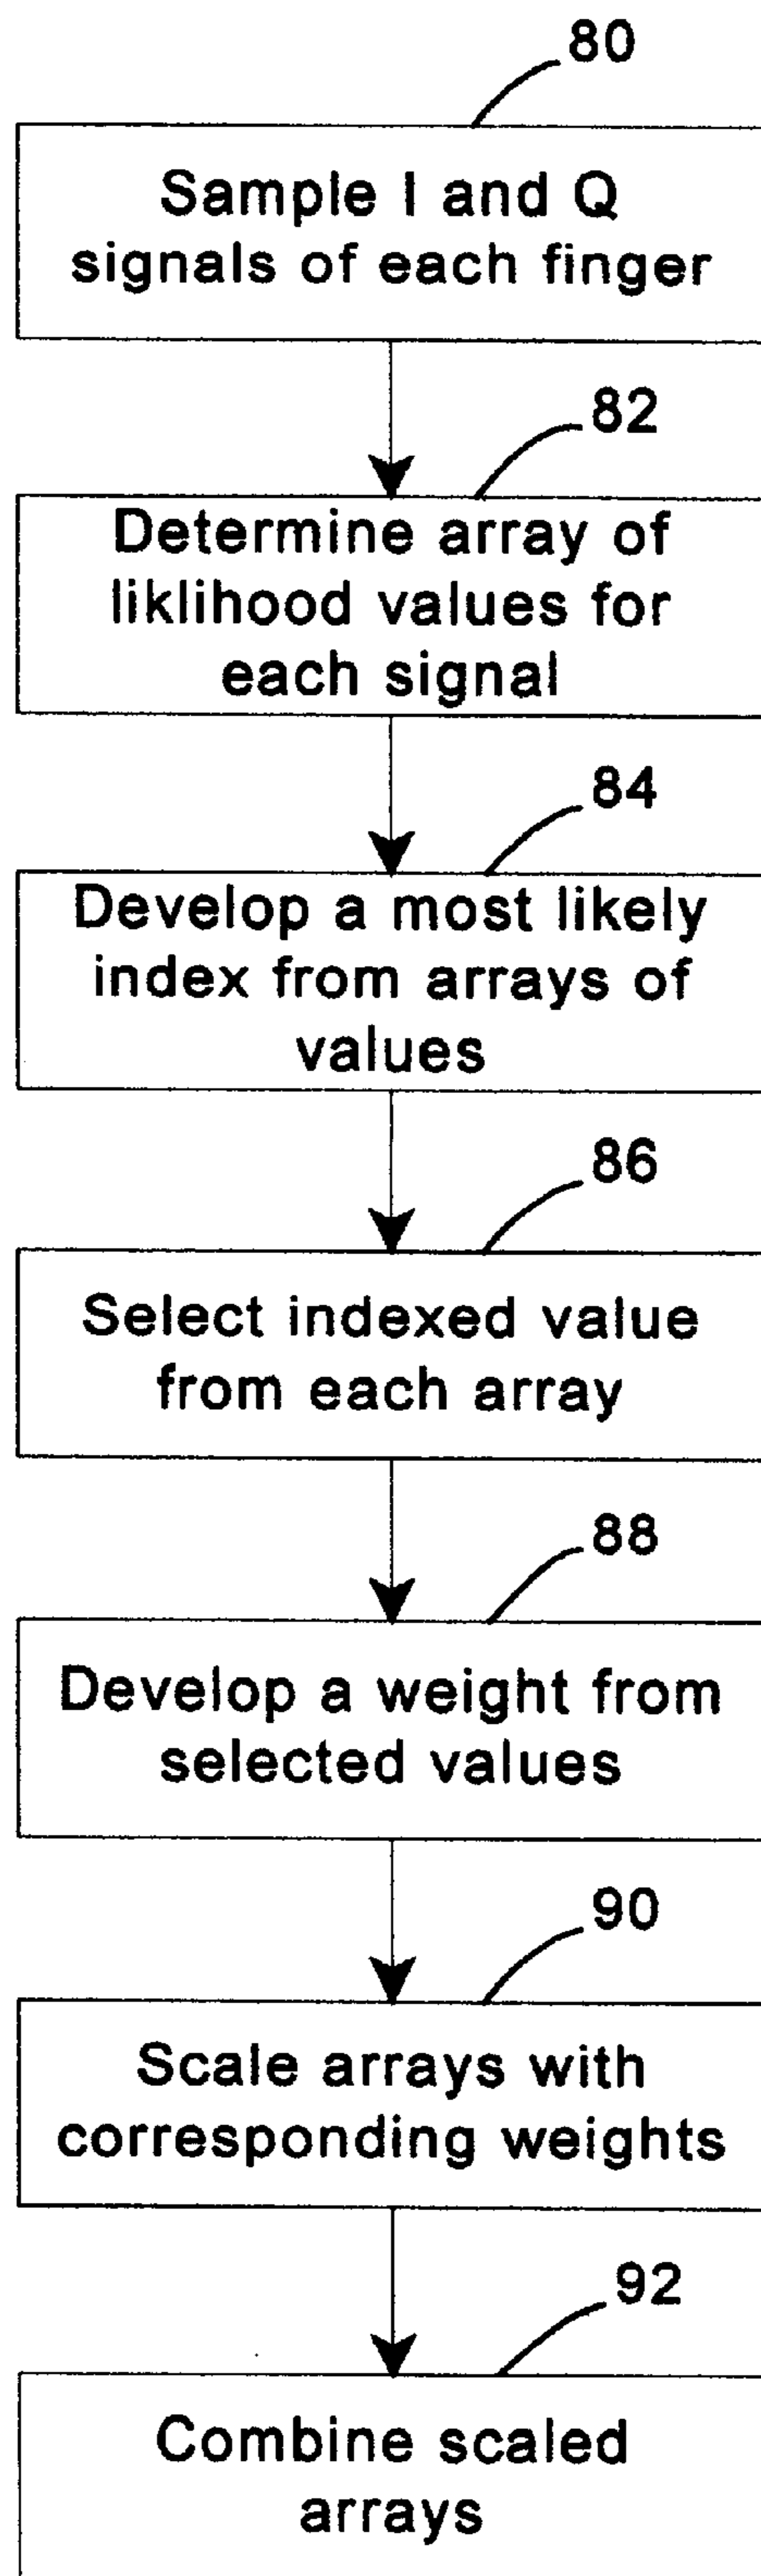 80
Sample I and Q
signals of each finger
82
Determine array of
liklihood values for
each signal
84
Develop a most likely
index from arrays of
values
86
Select indexed value
from each array
88
Develop a weight from
selected values
90
Scale arrays with
corresponding weights
92
Combine scaled
arrays